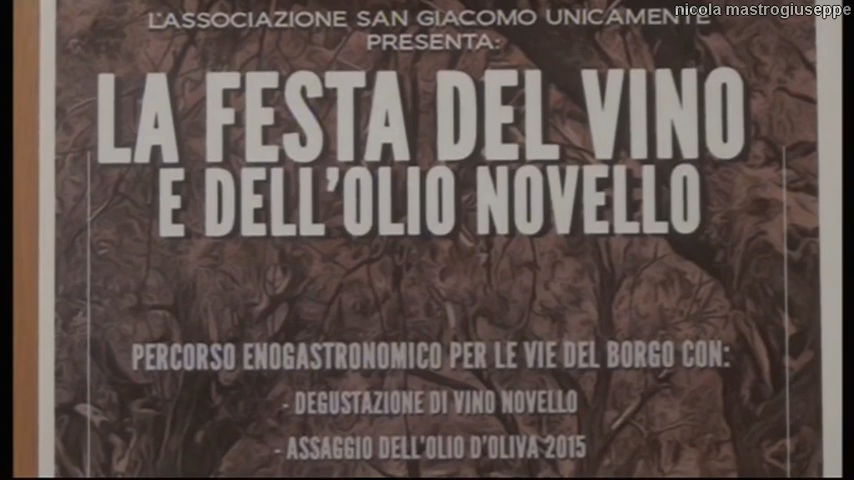 nicola mastrogiuseppe
L'ASSOCIAZIONE SAN GIACOMO UNICAMENTE
PRESENTA:
LA FESTA DEL VINO
E DELL'OLIO NOVELLO
PERCORSO ENOGASTRONOMICO PER LE VIE DEL BORGO CON:
- DEGUSTAZIONE DI VINO NOVELLO
- ASSAGGIO DELL'OLIO D'OLIVA 2015